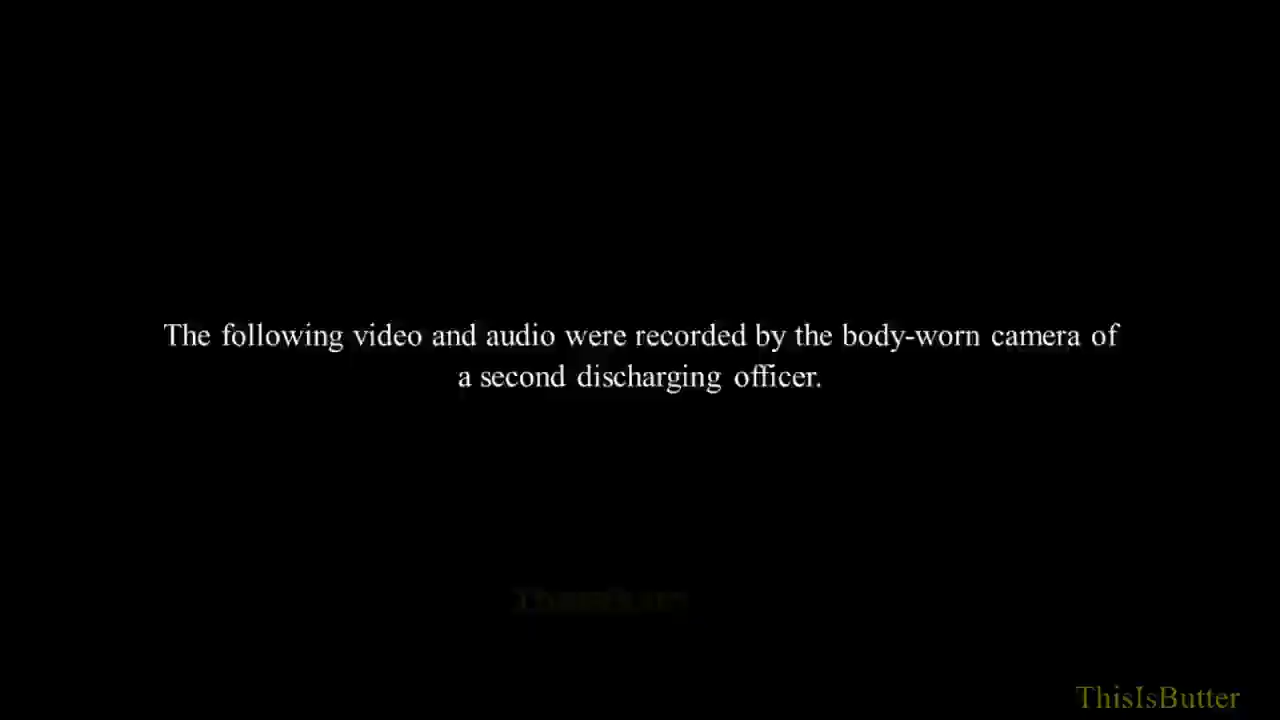 The following video and audio were recorded by the body-worn camera of
a second discharging officer.
ThisIsButter